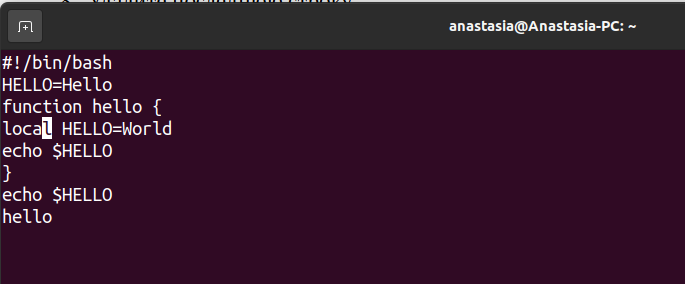 anastasia@Anastasia-PC: ~
#!/bin/bash
HELLO=Hello
function hello {
local HELLO=World
echo $HELLO
}
echo $HELLO
hello